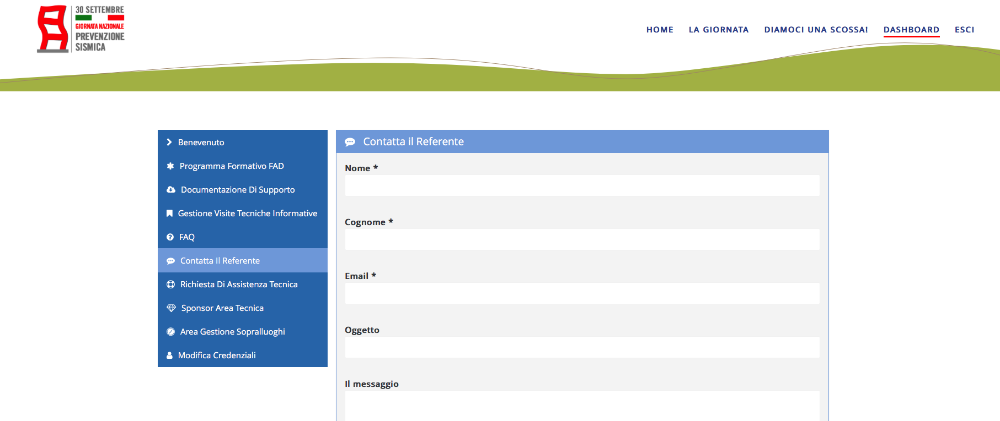 30 SETTEMBRE
GIORNATA NAZIONALE
PREVENZIONE
SISMICA
HOME LA GIORNATA DIAMOCI UNA SCOSSA! DASHBOARD ESCI
Benevenuto
Programma Formativo FAD
Documentazione Di Supporto
Gestione Visite Tecniche Informative
FAQ
Contatta Il Referente
Richiesta Di Assistenza Tecnica
Sponsor Area Tecnica
Area Gestione Sopralluoghi
Modifica Credenziali
Contatta il Referente
Nome *
Cognome *
Email *
Oggetto
Il messaggio